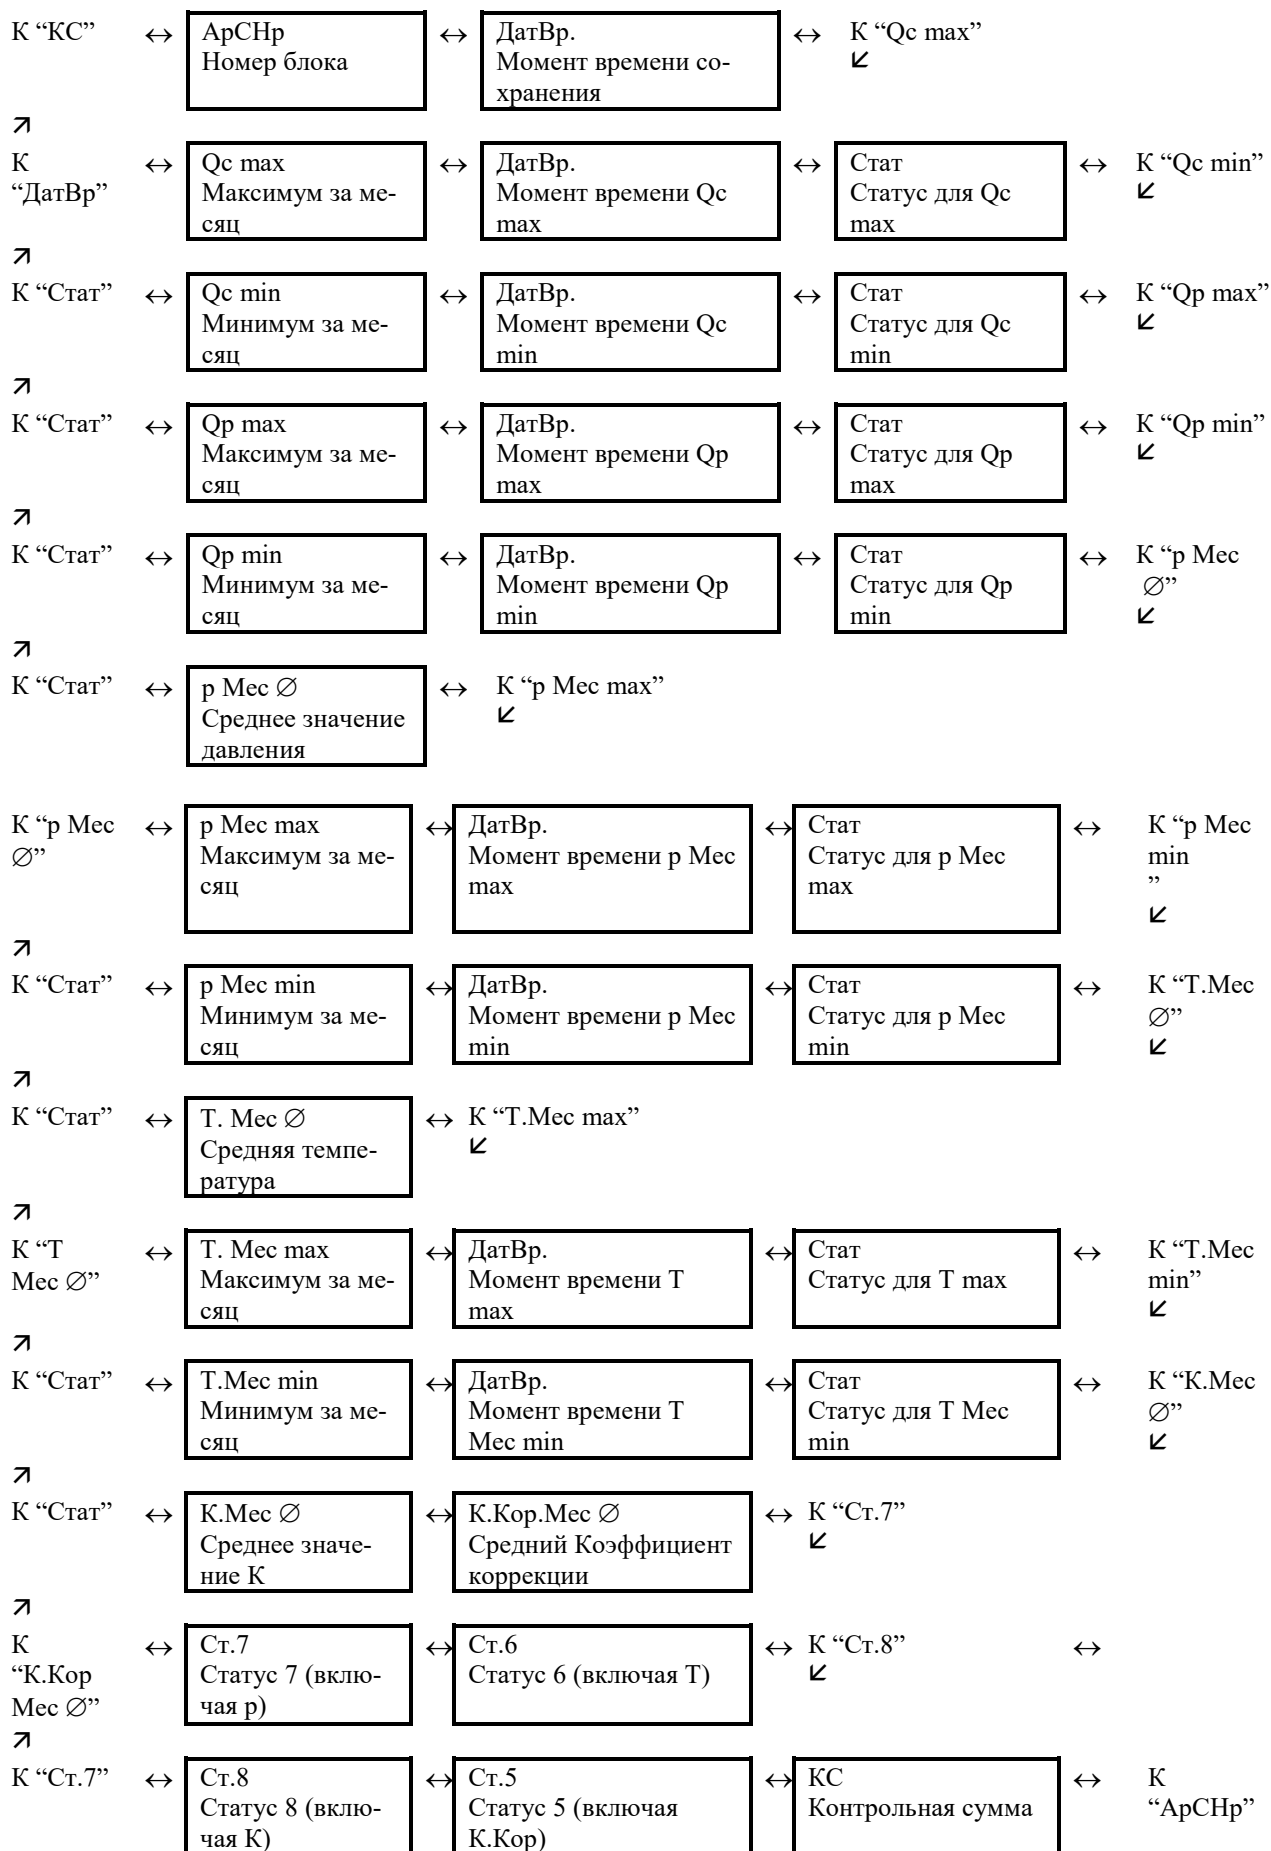 К “КС” ↔ АрСНр ↔ ДатВр. ↔ К “Qc max”
Номер блока Момент времени со- ↙
хранения
↗
К ↔ Qc max ↔ ДатВр. ↔ Стат ↔ К “Qc min”
“ДатВр” Максимум за ме- Момент времени Qc Статус для Qc ↙
сяц max max
↗
К “Стат” ↔ Qc min ↔ ДатВр. ↔ Стат ↔ К “Qp max”
Минимум за ме- Момент времени Qc Статус для Qc ↙
сяц min min
↗
К “Стат” ↔ Qp max ↔ ДатВр. ↔ Стат ↔ К “Qp min”
Максимум за ме- Момент времени Qp Статус для Qp ↙
сяц max max
↗
К “Стат” ↔ Qp min ↔ ДатВр. ↔ Стат ↔ К “p Мес
Минимум за ме- Момент времени Qp Статус для Qp ∅”
сяц min min ↙
↗
К “Стат” ↔ p Мес ∅ ↔ К “p Мес max”
Среднее значение ↙
давления
К “p Мес ↔ p Мес max ↔ ДатВр. ↔ Стат ↔ К “p Мес
∅” Максимум за ме- Момент времени p Мес Статус для p Мес min
сяц max max ”
↙
↗
К “Стат” ↔ p Мес min ↔ ДатВр. ↔ Стат ↔ К “Т.Мес
Минимум за ме- Момент времени p Мес Статус для p Мес ∅”
сяц min min ↙
↗
К “Стат” ↔ Т. Мес ∅ ↔ К “Т.Мес max”
Средняя темпе- ↙
ратура
↗
К “Т ↔ Т. Мес max ↔ ДатВр. ↔ Стат ↔ К “Т.Мес
Мес ∅” Максимум за ме- Момент времени Т Статус для Т max min”
сяц max ↙
↗
К “Стат” ↔ Т.Мес min ↔ ДатВр. ↔ Стат ↔ К “К.Мес
Минимум за ме- Момент времени Т Статус для Т Мес ∅”
сяц Мес min min ↙
↗
К “Стат” ↔ К.Мес ∅ ↔ К.Кор.Мес ∅ ↔ К “Ст.7”
Среднее значе- Средний Коэффициент ↙
ние К коррекции
↗
К ↔ Ст.7 ↔ Ст.6 ↔ К “Ст.8” ↔
“К.Кор Статус 7 (вклю- Статус 6 (включая Т) ↙
Мес ∅” чая p)
↗
К “Ст.7” ↔ Ст.8 ↔ Ст.5 ↔ КС ↔ К
Статус 8 (вклю- Статус 5 (включая Контрольная сумма “АрСНр”
чая К) К.Кор)